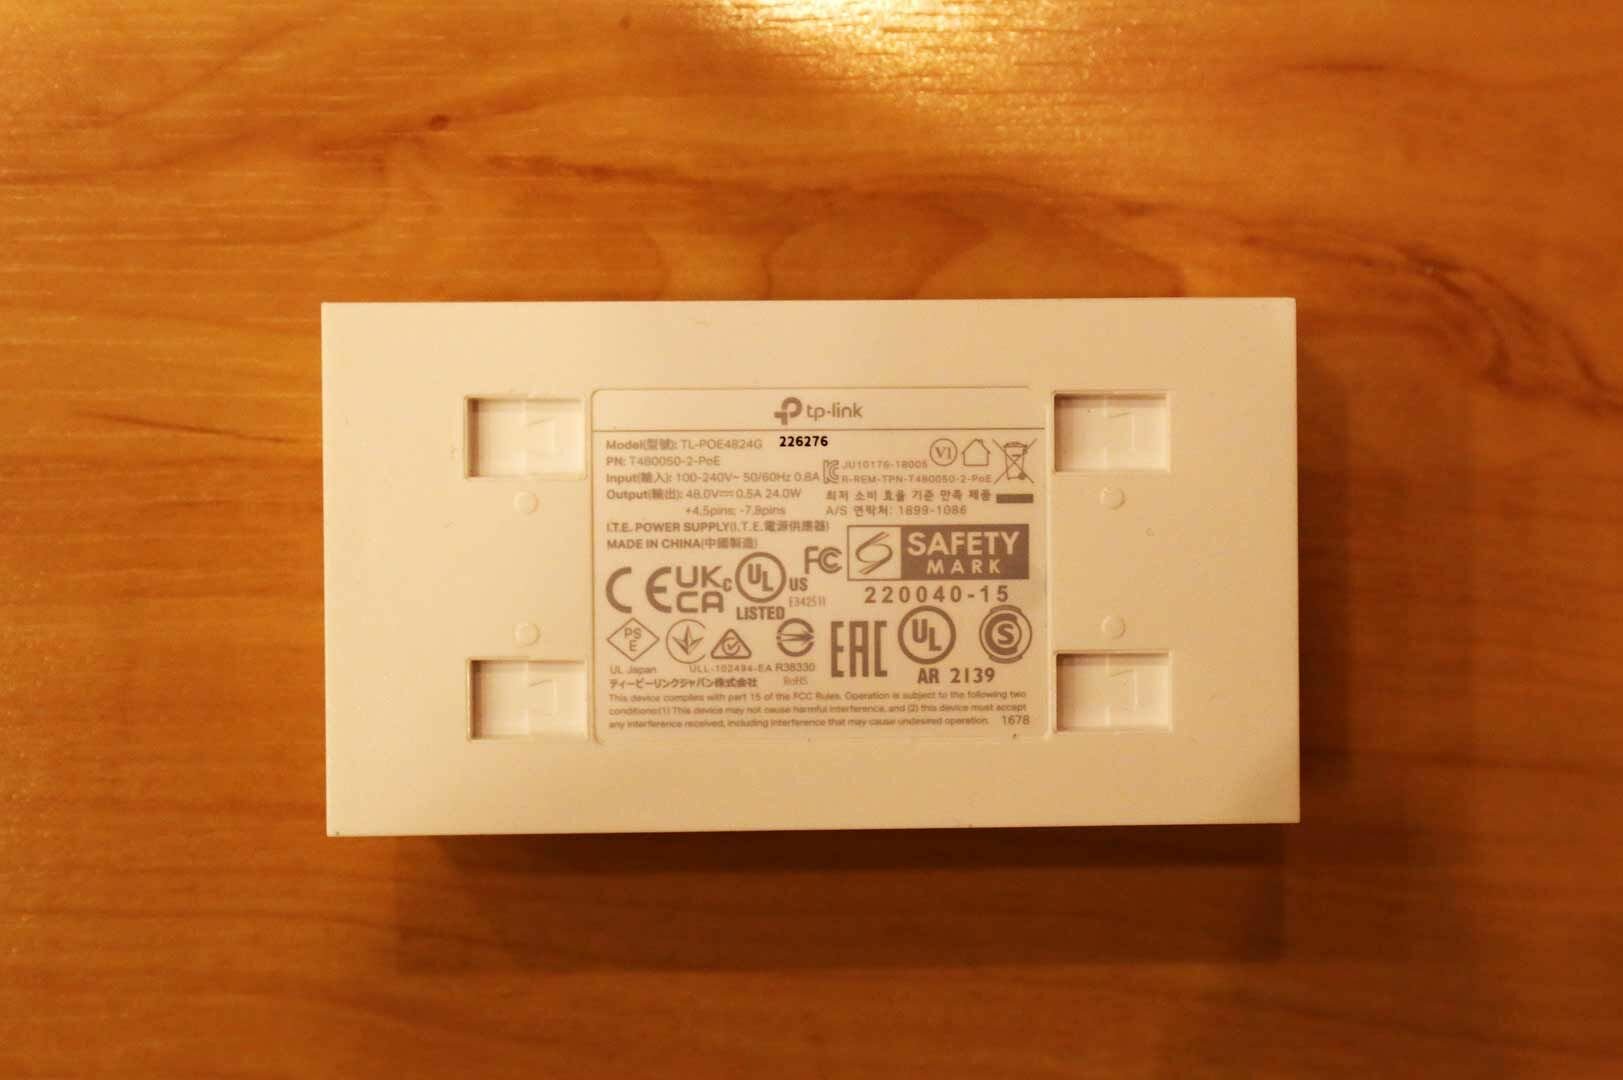 tp-link
Model(型號): TL-POE4824G 226276
PN: T480050-2-PoE
Input(輸入): 100-240V~ 50/60Hz 0.8A
Output(輸出): 48.0V⎓0.5A 24.0W
+4.5pins; -7.8pins
I.T.E. POWER SUPPLY(I.T.E.電源供應器)
MADE IN CHINA(中國製造)
VI
JU10176-18005
R-REM-TPN-T480050-2-PoE
최저 소비 효율 기준 만족 제품
A/S 연락처: 1899-1086
CE UK CA
C UL US LISTED
E342511
FC
SAFETY
MARK
220040-15
PS E
UL Japan
ULL-102494-EA R38330
RoHS
ティーピーリンクジャパン株式会社
EAC
UL
AR 2139
S
This device complies with part 15 of the FCC Rules. Operation is subject to the following two
conditions(1) This device may not cause harmful interference, and (2) this device must accept
any interference received, including interference that may cause undesired operation. 1678